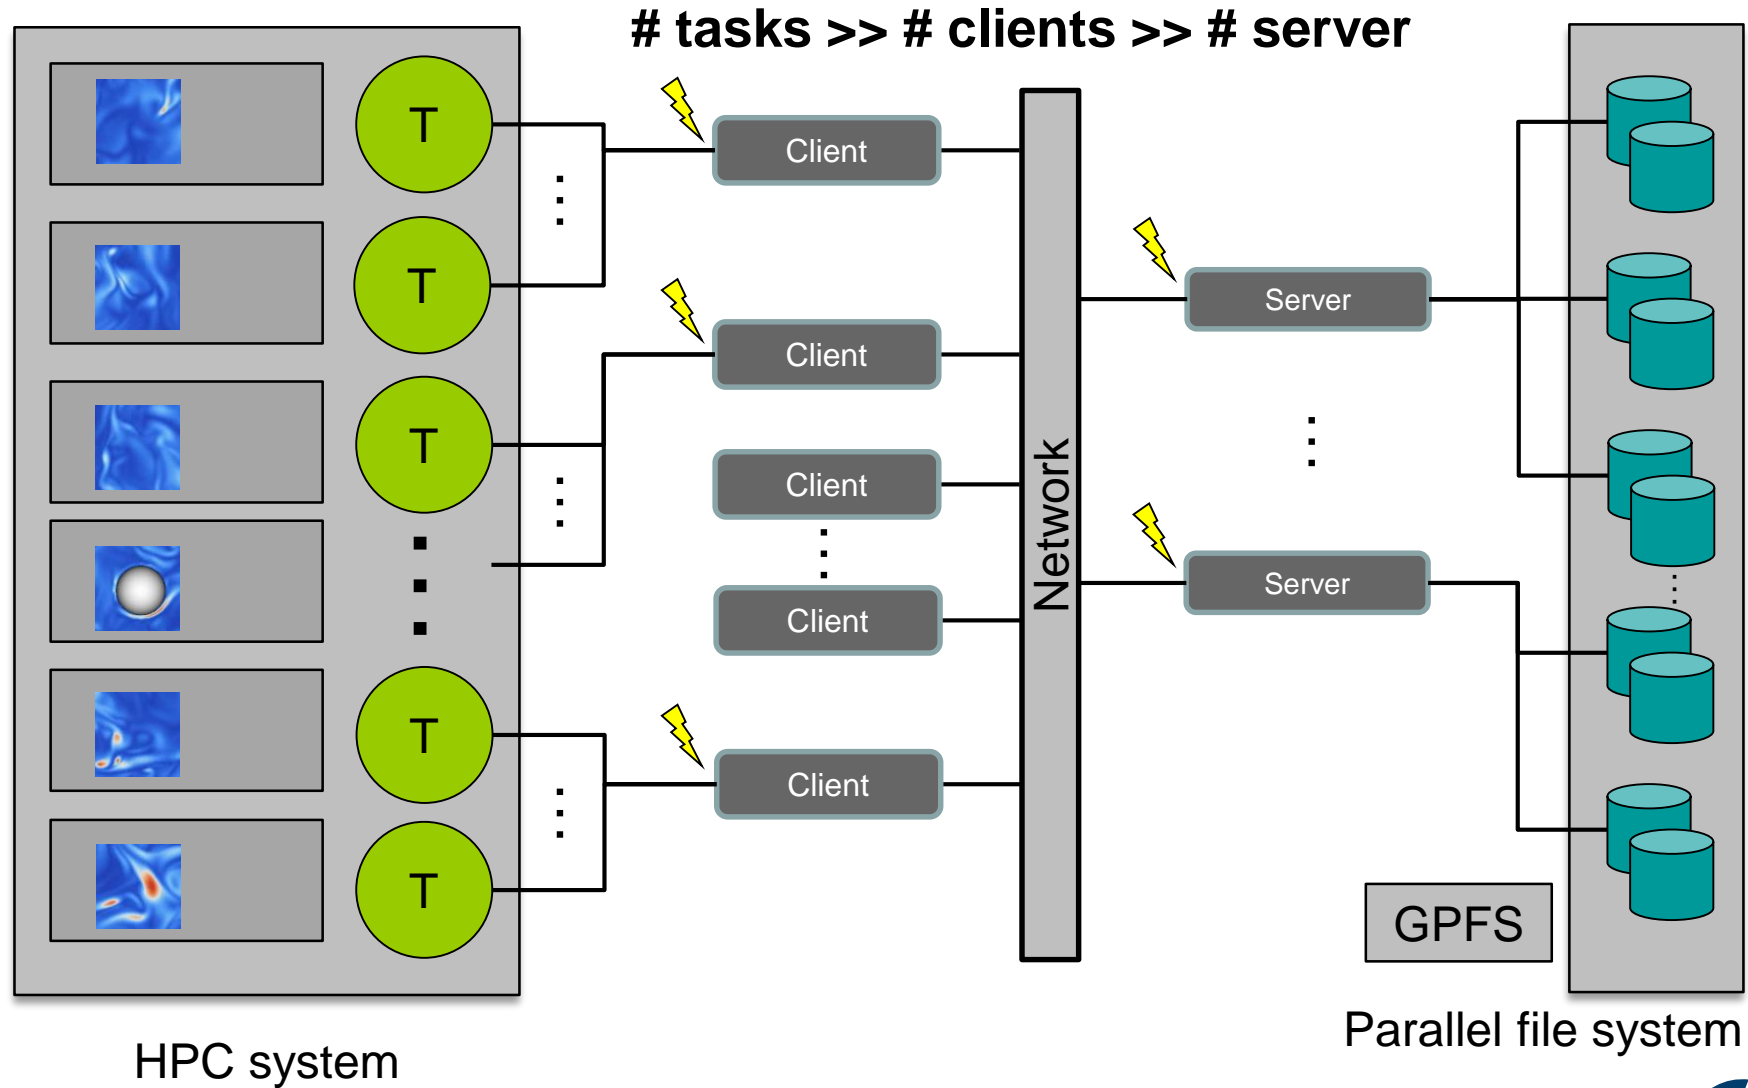 # tasks >> # clients >> # server
T
T
T
T
T
Client
Client
Client
Client
Client
Network
Server
Server
GPFS
HPC system
Parallel file system